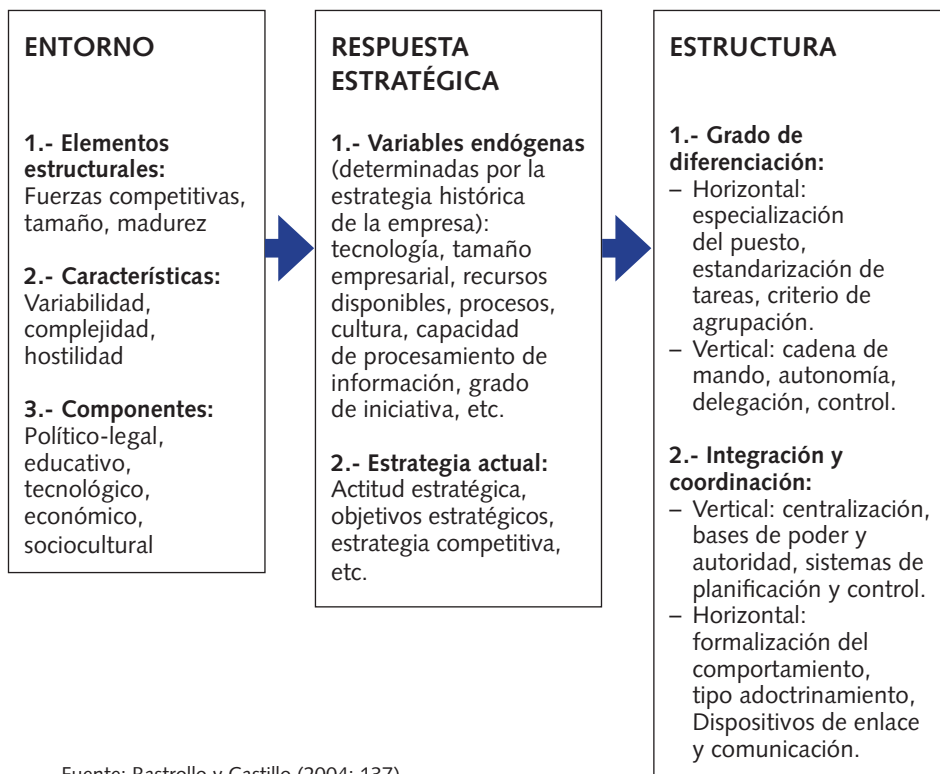 ENTORNO
1.- Elementos
estructurales:
Fuerzas competitivas,
tamaño, madurez
2.- Características:
Variabilidad,
complejidad,
hostilidad
3.- Componentes:
Político-legal,
educativo,
tecnológico,
económico,
sociocultural
RESPUESTA
ESTRATÉGICA
1.- Variables endógenas
(determinadas por la
estrategia histórica
de la empresa):
tecnología, tamaño
empresarial, recursos
disponibles, procesos,
cultura, capacidad
de procesamiento de
información, grado
de iniciativa, etc.
2.- Estrategia actual:
Actitud estratégica,
objetivos estratégicos,
estrategia competitiva,
etc.
ESTRUCTURA
1.- Grado de
diferenciación:
– Horizontal:
especialización
del puesto,
estandarización de
tareas, criterio de
agrupación.
– Vertical: cadena de
mando, autonomía,
delegación, control.
2.- Integración y
coordinación:
– Vertical: centralización,
bases de poder y
autoridad, sistemas de
planificación y control.
– Horizontal:
formalización del
comportamiento,
tipo adoctrinamiento,
Dispositivos de enlace
y comunicación.
Fuente: Rastrollo y Castillo (2004: 137)